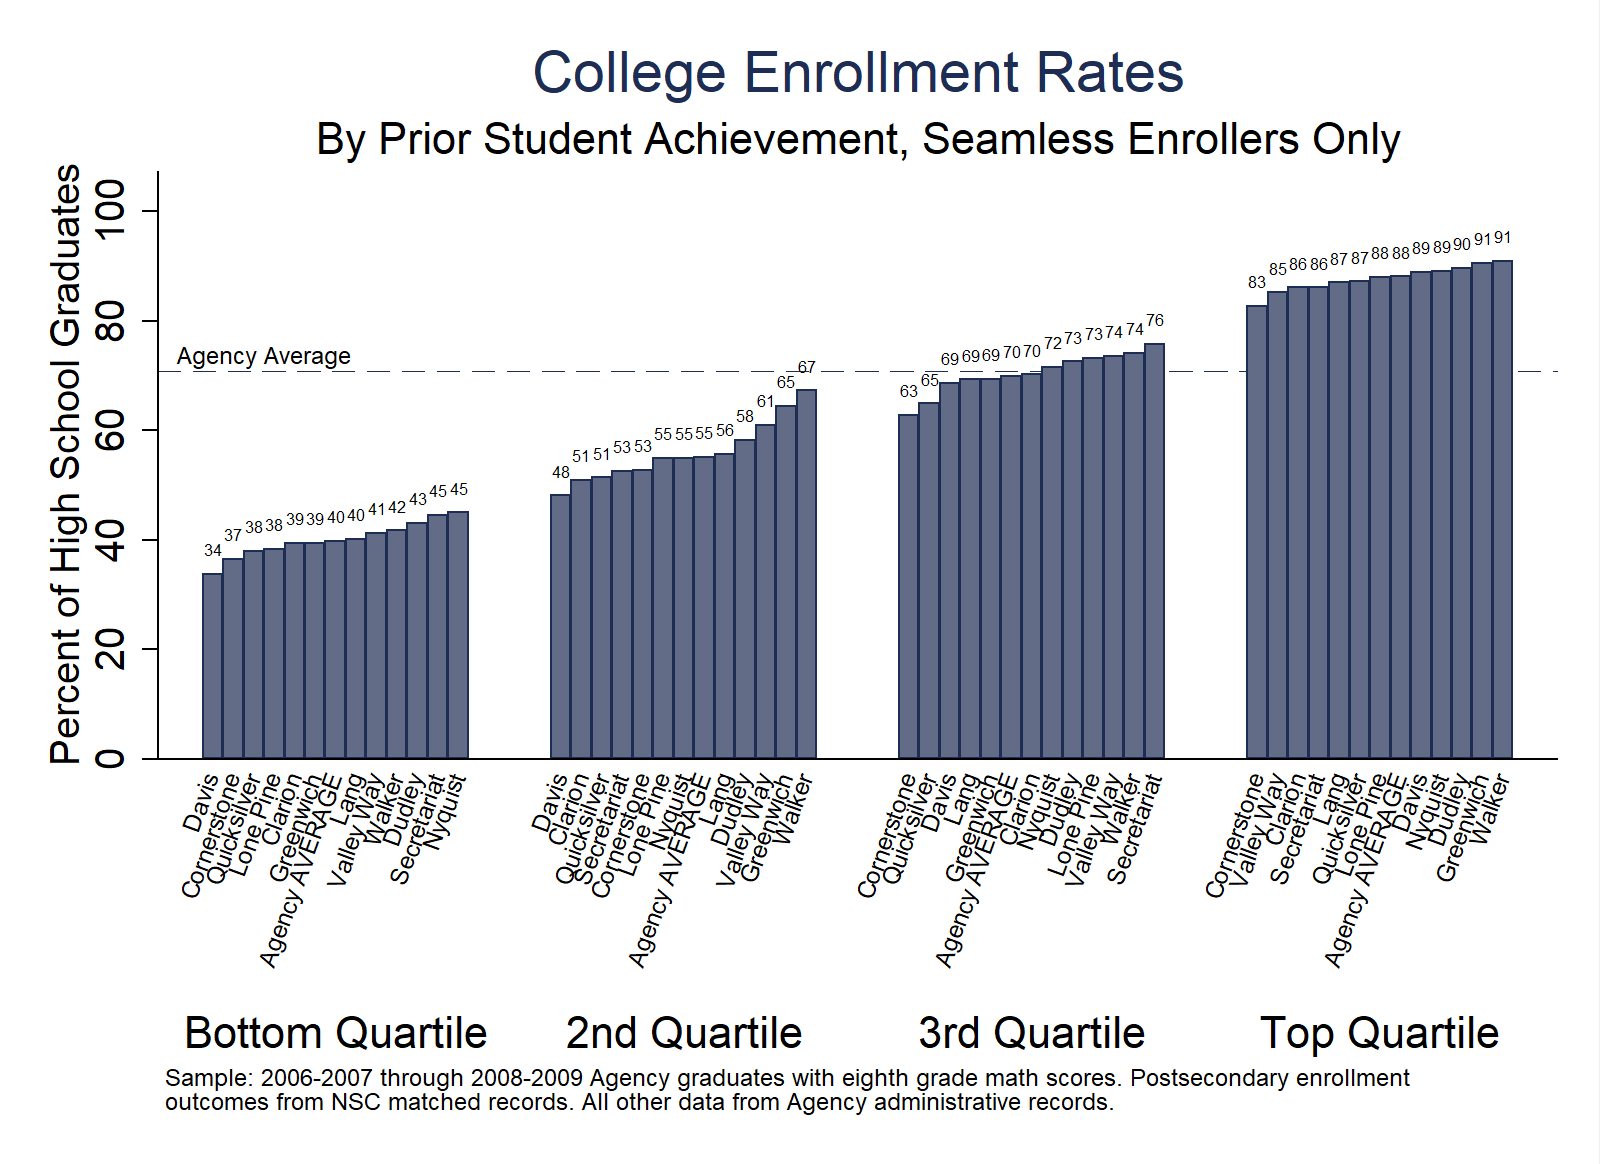 College Enrollment Rates
By Prior Student Achievement, Seamless Enrollers Only
Percent of High School Graduates
100
80
60
40
20
0
Agency Average
34 37 38 38 39 39 40 40 41 42 43 45 45
48 51 51 53 53 55 55 55 56 58 61 65 67
63 65 69 69 69 70 70 72 73 73 74 74 76
83 85 86 86 87 87 88 88 89 89 90 91 91
Davis
Cornerstone
Quicksilver
Lone Pine
Clarion
Greenwich
Agency AVERAGE
Lang
Valley Way
Walker
Dudley
Secretariat
Nyquist
Davis
Clarion
Quicksilver
Secretariat
Cornerstone
Lone Pine
Nyquist
Agency AVERAGE
Lang
Dudley
Valley Way
Greenwich
Walker
Cornerstone
Quicksilver
Davis
Lang
Greenwich
Agency AVERAGE
Clarion
Nyquist
Dudley
Lone Pine
Valley Way
Walker
Secretariat
Cornerstone
Valley Way
Clarion
Secretariat
Lang
Quicksilver
Lone Pine
Agency AVERAGE
Davis
Nyquist
Dudley
Greenwich
Walker
Bottom Quartile
2nd Quartile
3rd Quartile
Top Quartile
Sample: 2006-2007 through 2008-2009 Agency graduates with eighth grade math scores. Postsecondary enrollment
outcomes from NSC matched records. All other data from Agency administrative records.